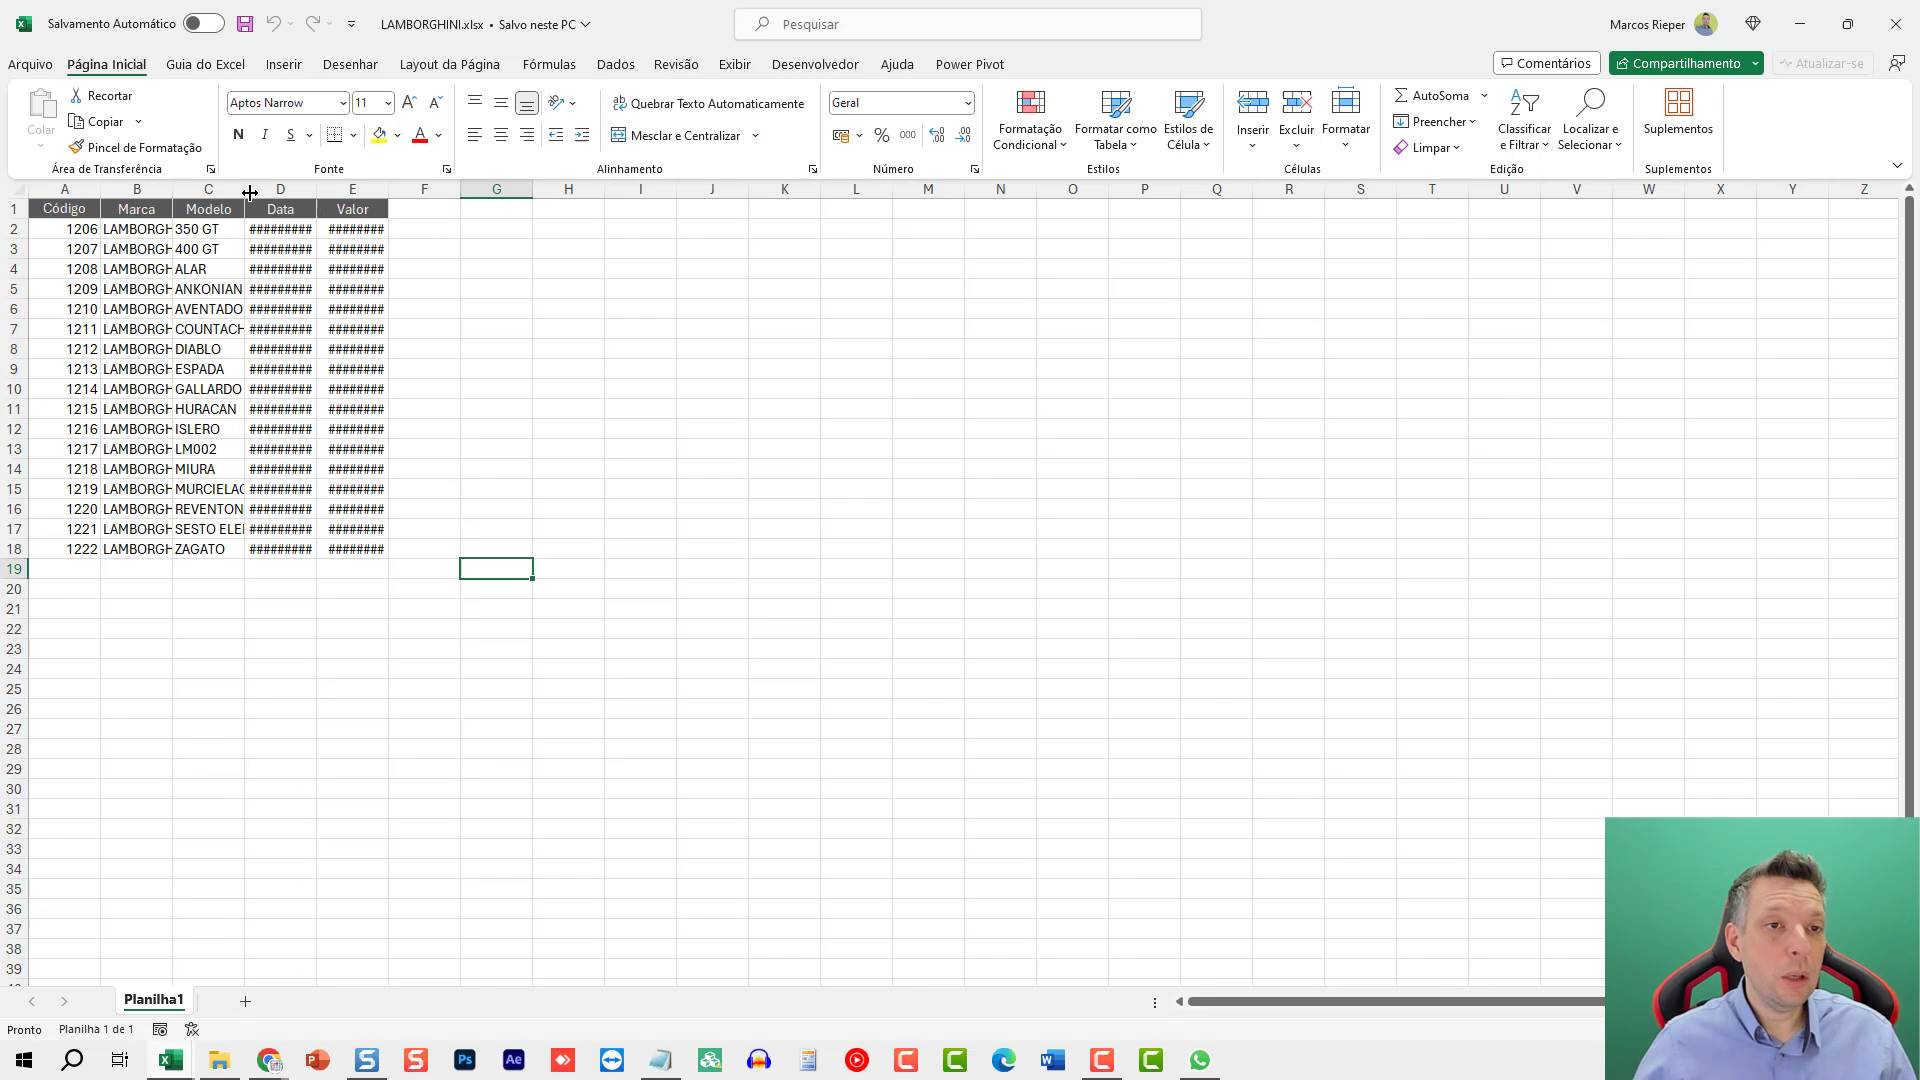 Salvamento Automático
LAMBORGHINI.xlsx • Salvo neste PC
Pesquisar
Marcos Rieper
Arquivo Página Inicial Guia do Excel Inserir Desenhar Layout da Página Fórmulas Dados Revisão Exibir Desenvolvedor Ajuda Power Pivot
Comentários Compartilhamento Atualizar-se
Colar
Recortar
Copiar
Pincel de Formatação
Área de Transferência
Aptos Narrow 11
N I S
Fonte
Quebrar Texto Automaticamente
Mesclar e Centralizar
Alinhamento
Geral
% 000
Número
Formatação Condicional
Formatar como Tabela
Estilos de Célula
Estilos
Inserir Excluir Formatar
Células
AutoSoma
Preencher
Limpar
Classificar e Filtrar
Localizar e Selecionar
Edição
Suplementos
Suplementos
A B C D E F G H I J K L M N O P Q R S T U V W X Y Z
1 Código Marca Modelo Data Valor
2 1206 LAMBORGH 350 GT ######### ########
3 1207 LAMBORGH 400 GT ######### ########
4 1208 LAMBORGH ALAR ######### ########
5 1209 LAMBORGH ANKONIAN ######### ########
6 1210 LAMBORGH AVENTADO ######### ########
7 1211 LAMBORGH COUNTACH ######### ########
8 1212 LAMBORGH DIABLO ######### ########
9 1213 LAMBORGH ESPADA ######### ########
10 1214 LAMBORGH GALLARDO ######### ########
11 1215 LAMBORGH HURACAN ######### ########
12 1216 LAMBORGH ISLERO ######### ########
13 1217 LAMBORGH LM002 ######### ########
14 1218 LAMBORGH MIURA ######### ########
15 1219 LAMBORGH MURCIELAG ######### ########
16 1220 LAMBORGH REVENTON ######### ########
17 1221 LAMBORGH SESTO ELE ######### ########
18 1222 LAMBORGH ZAGATO ######### ########
19
20
21
22
23
24
25
26
27
28
29
30
31
32
33
34
35
36
37
38
39
Planilha1
Pronto Planilha 1 de 1